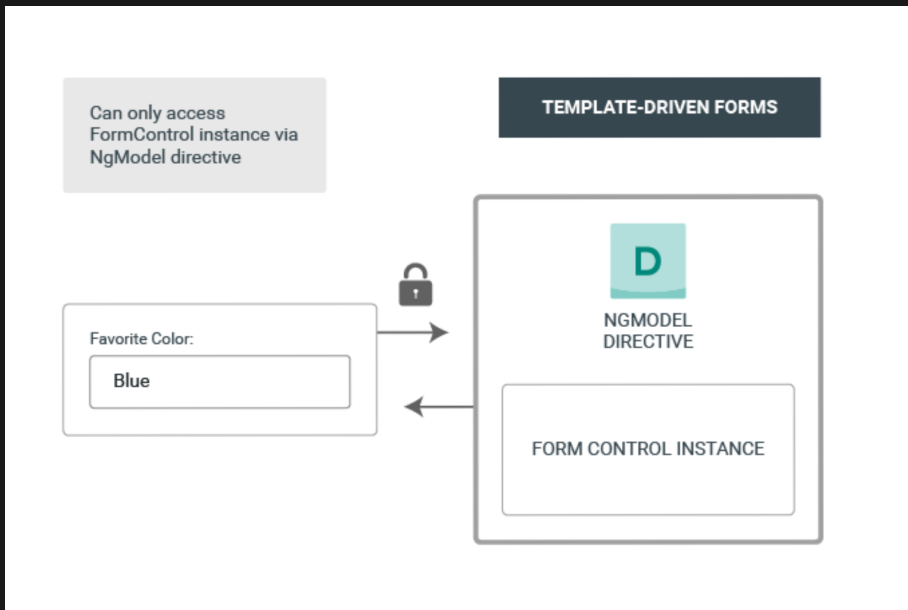 Can only access
FormControl instance via
NgModel directive
TEMPLATE-DRIVEN FORMS
D
NGMODEL
DIRECTIVE
Favorite Color:
Blue
FORM CONTROL INSTANCE